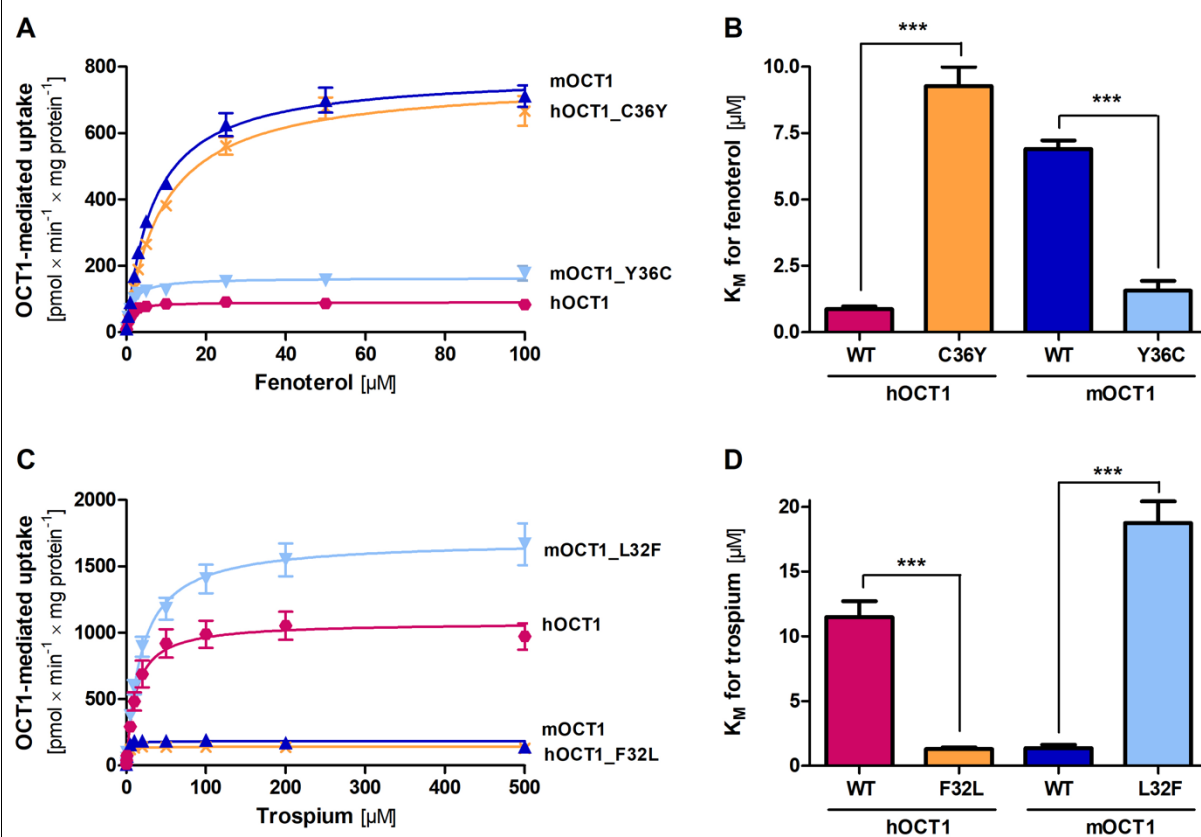 A
OCT1-mediated uptake
[pmol × min⁻¹ × mg protein⁻¹]
800
600
400
200
0
mOCT1
hOCT1_C36Y
mOCT1_Y36C
hOCT1
0 20 40 60 80 100
Fenoterol [µM]
B
K_M for fenoterol [µM]
10.0
7.5
5.0
2.5
0.0
***
***
WT C36Y WT Y36C
hOCT1 mOCT1
C
OCT1-mediated uptake
[pmol × min⁻¹ × mg protein⁻¹]
2000
1500
1000
500
0
mOCT1_L32F
hOCT1
mOCT1
hOCT1_F32L
0 100 200 300 400 500
Trospium [µM]
D
K_M for trospium [µM]
20
15
10
5
0
***
***
WT F32L WT L32F
hOCT1 mOCT1